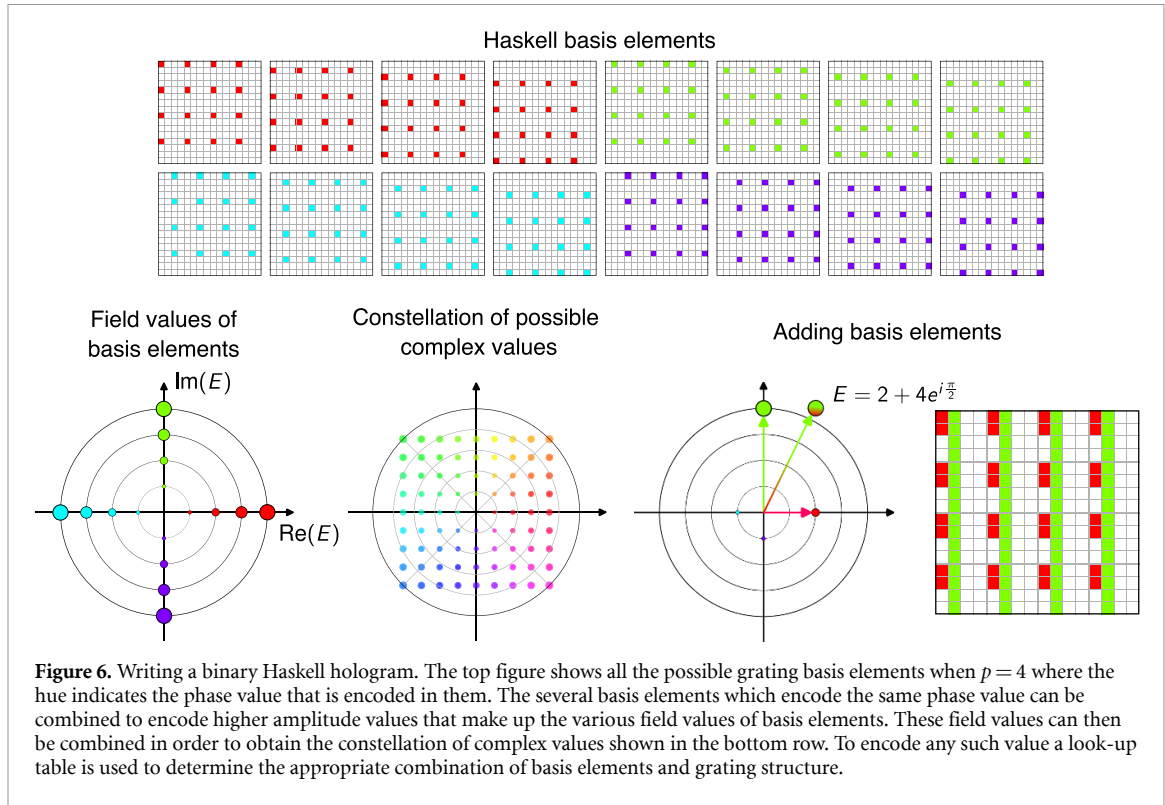 Haskell basis elements
Field values of
basis elements
Constellation of possible
complex values
Adding basis elements
Im(E)
Re(E)
E = 2 + 4e^{i\frac{π}{2}}
Figure 6. Writing a binary Haskell hologram. The top figure shows all the possible grating basis elements when p = 4 where the
hue indicates the phase value that is encoded in them. The several basis elements which encode the same phase value can be
combined to encode higher amplitude values that make up the various field values of basis elements. These field values can then
be combined in order to obtain the constellation of complex values shown in the bottom row. To encode any such value a look-up
table is used to determine the appropriate combination of basis elements and grating structure.